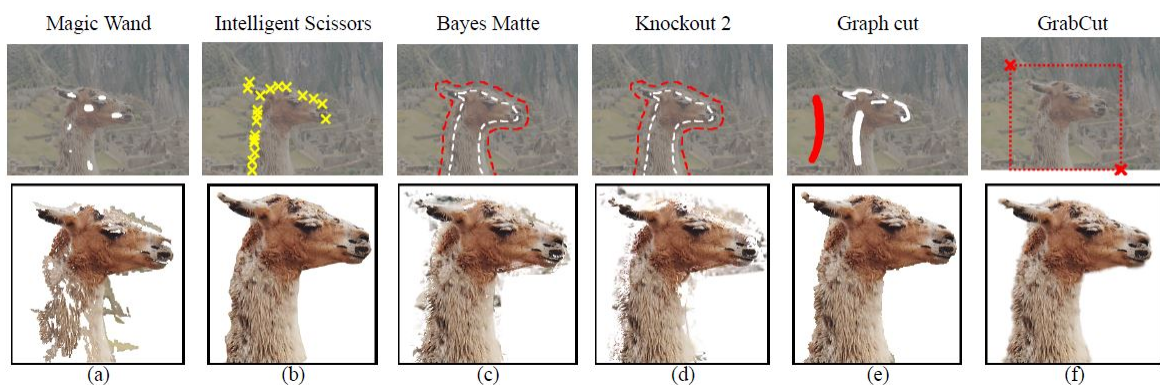 Magic Wand Intelligent Scissors Bayes Matte Knockout 2 Graph cut GrabCut
(a) (b) (c) (d) (e) (f)